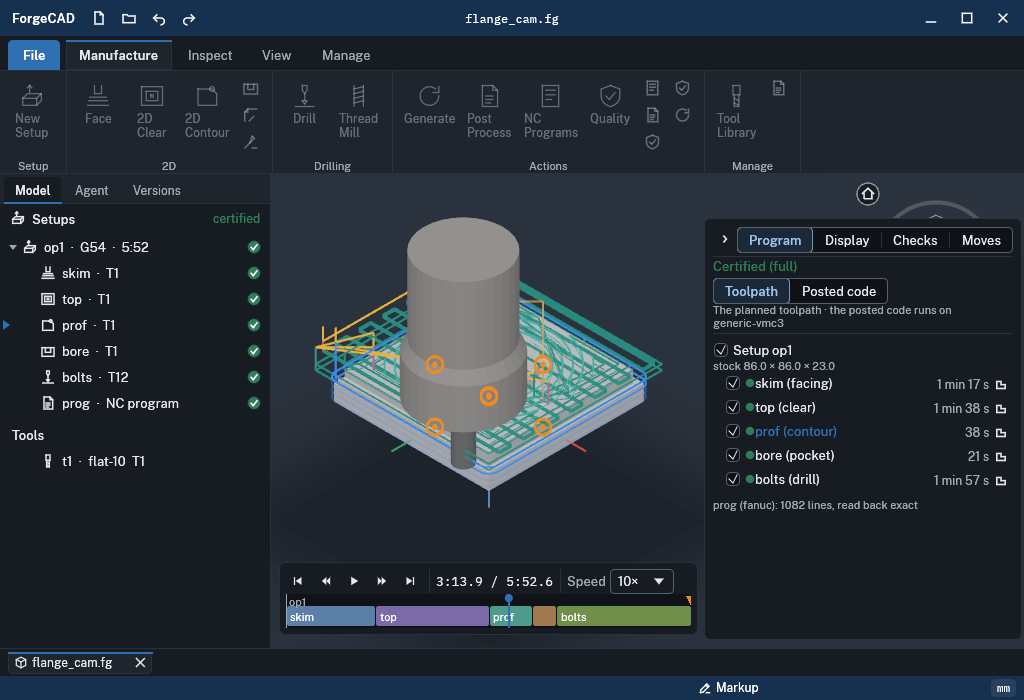 ForgeCAD
flange_cam.fg
File
Manufacture
Inspect
View
Manage
New Setup
Face
2D Clear
2D Contour
Drill
Thread Mill
Generate
Post Process
NC Programs
Quality
Tool Library
Setup
2D
Drilling
Actions
Manage
Model
Agent
Versions
Setups
certified
op1 · G54 · 5:52
skim · T1
top · T1
prof · T1
bore · T1
bolts · T12
prog · NC program
Tools
t1 · flat-10 T1
Program
Display
Checks
Moves
Certified (full)
Toolpath
Posted code
The planned toolpath · the posted code runs on
generic-vmc3
Setup op1
stock 86.0 × 86.0 × 23.0
skim (facing) 1 min 17 s
top (clear) 1 min 38 s
prof (contour) 38 s
bore (pocket) 21 s
bolts (drill) 1 min 57 s
prog (fanuc): 1082 lines, read back exact
3:13.9 / 5:52.6
Speed
10×
op1
skim
top
prof
bolts
flange_cam.fg
Markup
mm